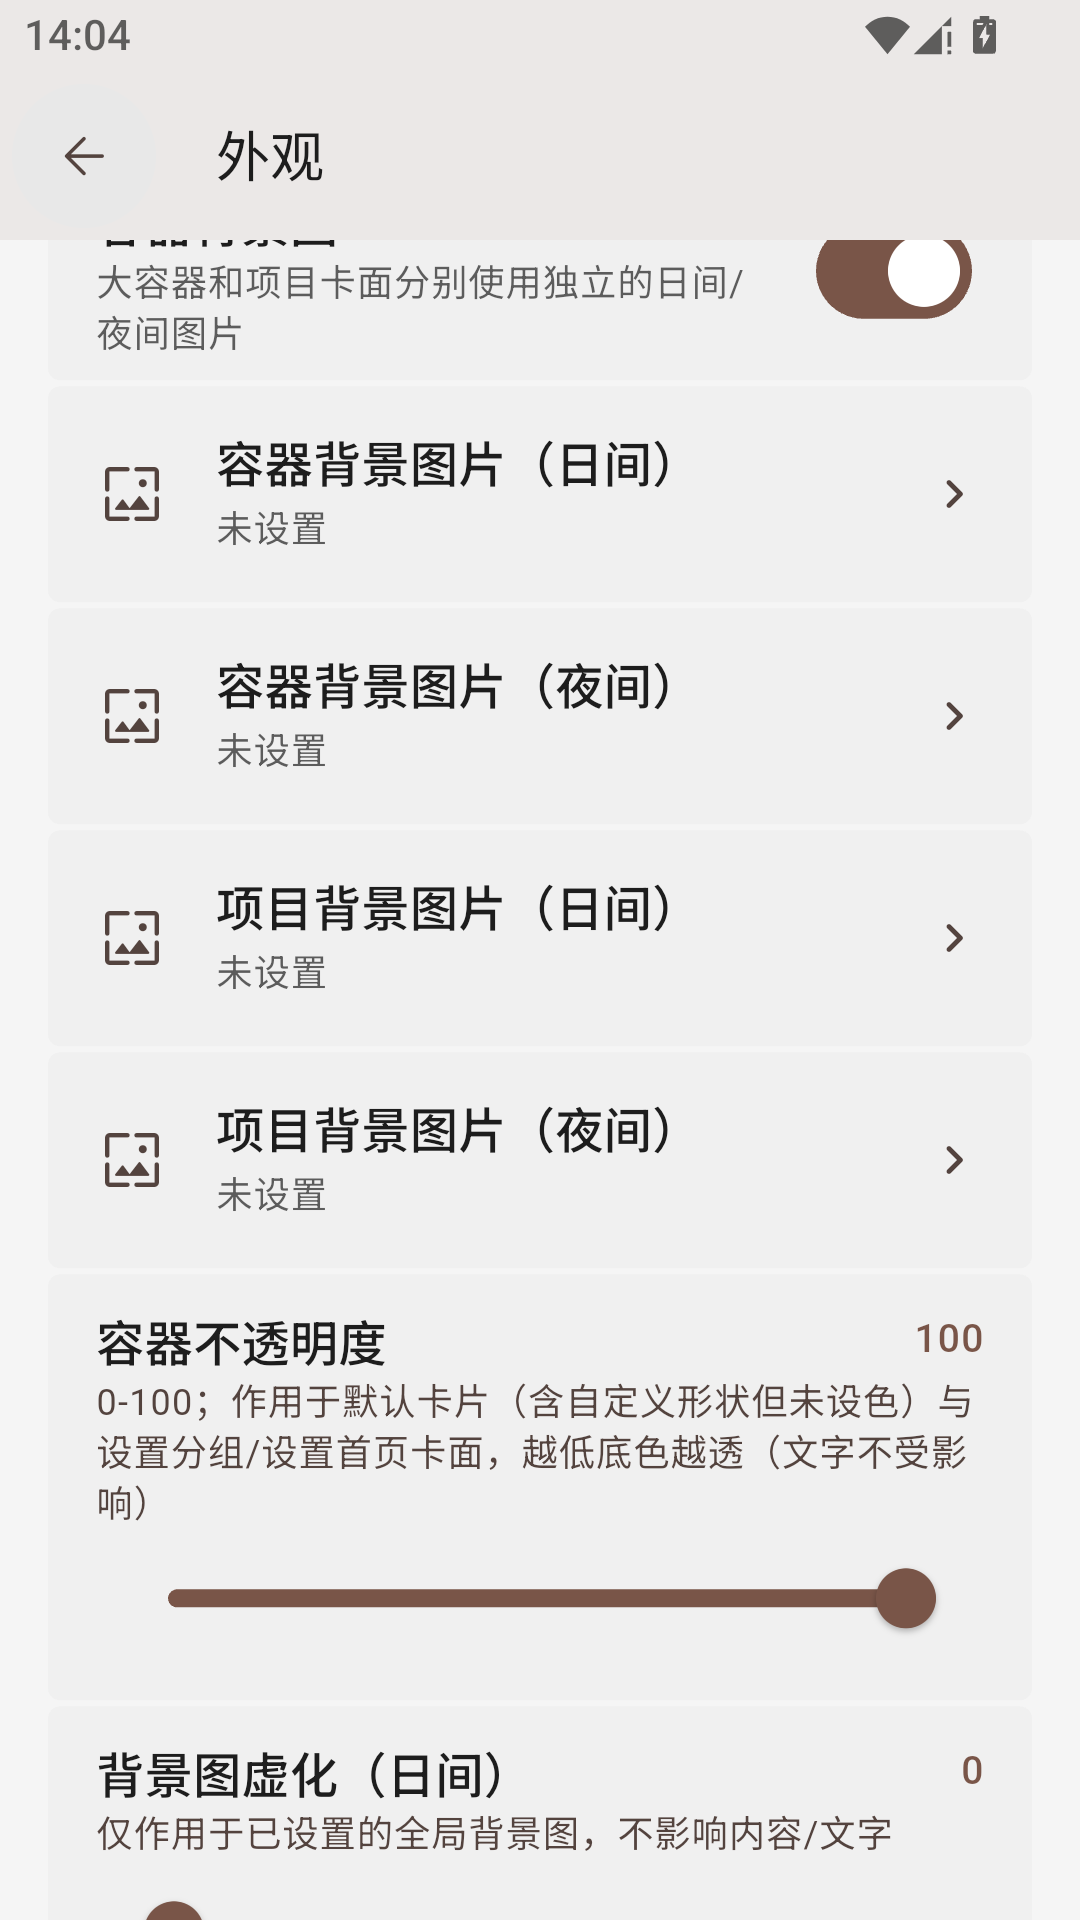 14:04
外观
大容器和项目卡面分别使用独立的日间/
夜间图片
容器背景图片（日间）
未设置
容器背景图片（夜间）
未设置
项目背景图片（日间）
未设置
项目背景图片（夜间）
未设置
容器不透明度
100
0-100；作用于默认卡片（含自定义形状但未设色）与
设置分组/设置首页卡面，越低底色越透（文字不受影
响）
背景图虚化（日间）
0
仅作用于已设置的全局背景图，不影响内容/文字